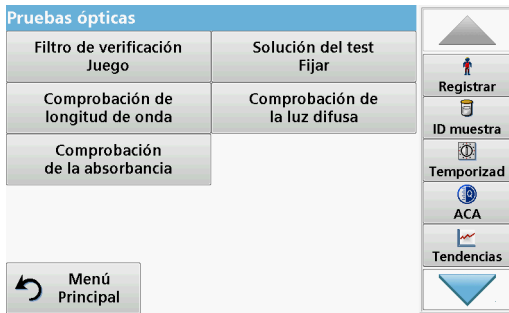 Pruebas ópticas
Filtro de verificación
Juego
Solución del test
Fijar
Comprobación de
longitud de onda
Comprobación de
la luz difusa
Comprobación
de la absorbancia
Menú
Principal
Registrar
ID muestra
Temporizad
ACA
Tendencias